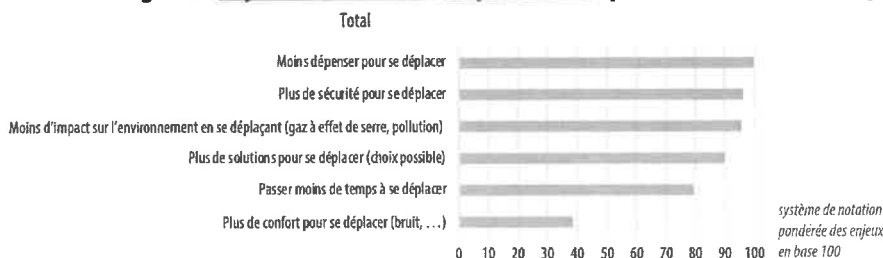 Total
Moins dépenser pour se déplacer
Plus de sécurité pour se déplacer
Moins d'impact sur l'environnement en se déplaçant (gaz à effet de serre, pollution)
Plus de solutions pour se déplacer (choix possible)
Passer moins de temps à se déplacer
Plus de confort pour se déplacer (bruit, …)
0 10 20 30 40 50 60 70 80 90 100
système de notation
pondérée des enjeux
en base 100